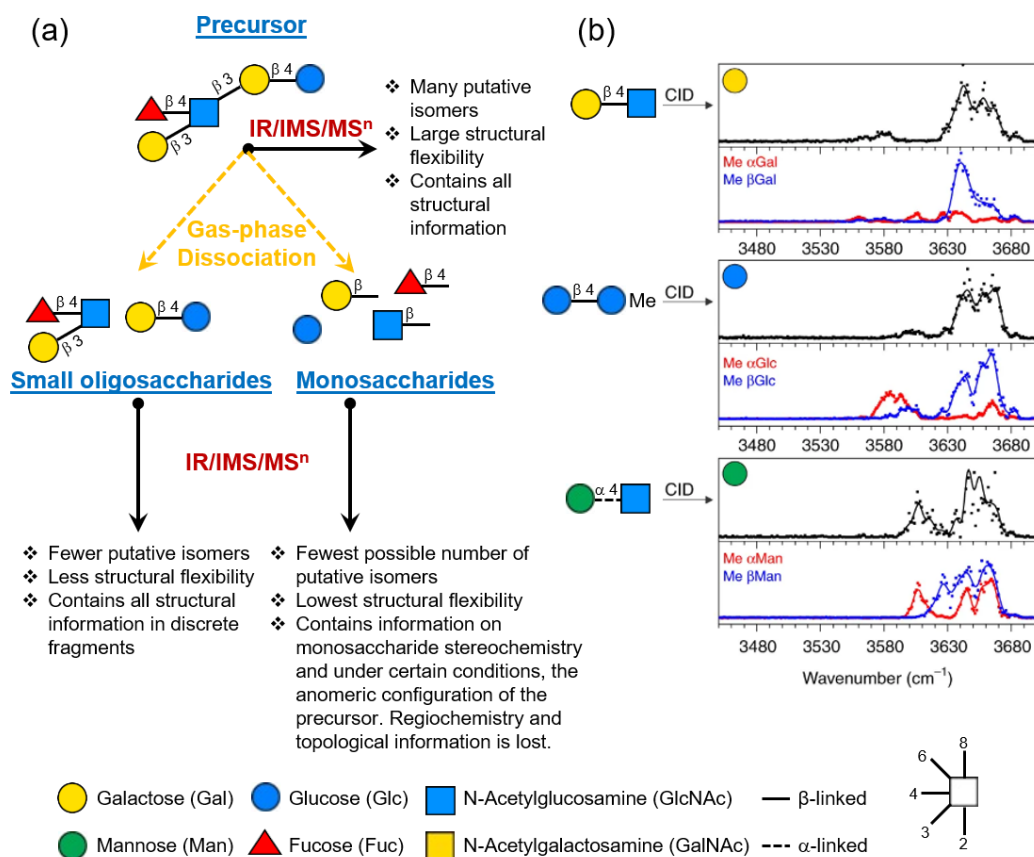 (a)
Precursor
β 4
β 3
β 4
β 3
IR/IMS/MSⁿ
❖ Many putative
isomers
❖ Large structural
flexibility
❖ Contains all
structural
information
Gas-phase
Dissociation
β 4
β 3
β 4
β
β 4
β
Small oligosaccharides
Monosaccharides
IR/IMS/MSⁿ
❖ Fewer putative isomers
❖ Less structural flexibility
❖ Contains all structural
information in discrete
fragments
❖ Fewest possible number of
putative isomers
❖ Lowest structural flexibility
❖ Contains information on
monosaccharide stereochemistry
and under certain conditions, the
anomeric configuration of the
precursor. Regiochemistry and
topological information is lost.
(b)
β 4
CID
Me αGal
Me βGal
3480 3530 3580 3630 3680
β 4
Me
CID
Me αGlc
Me βGlc
3480 3530 3580 3630 3680
α 4
CID
Me αMan
Me βMan
3480 3530 3580 3630 3680
Wavenumber (cm⁻¹)
Galactose (Gal)
Glucose (Glc)
N-Acetylglucosamine (GlcNAc)
β-linked
Mannose (Man)
Fucose (Fuc)
N-Acetylgalactosamine (GalNAc)
α-linked
8
6
4
3
2